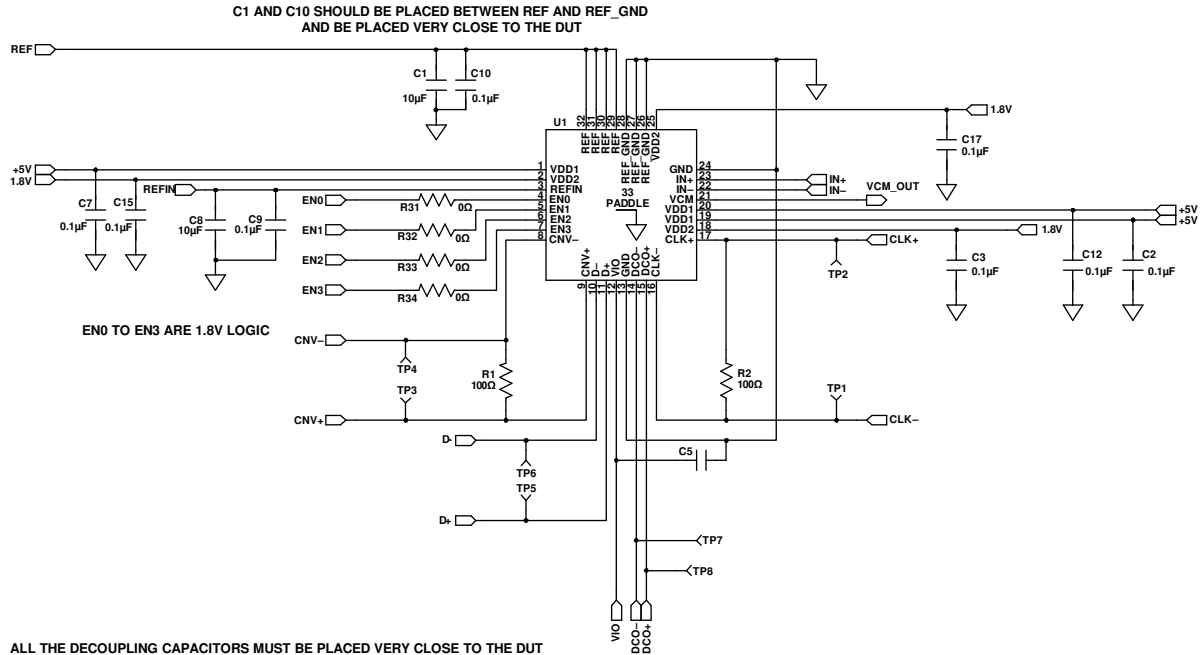 C1 AND C10 SHOULD BE PLACED BETWEEN REF AND REF_GND
AND BE PLACED VERY CLOSE TO THE DUT
REF
C1
10µF
C10
0.1µF
U1
32
31
30
29
28
27
26
25
REF
REF
REF
REF
REF_GND
REF_GND
REF_GND
VDD2
1.8V
C17
0.1µF
+5V
1.8V
REFIN
C7
0.1µF
C15
0.1µF
C8
10µF
C9
0.1µF
EN0
R31
0Ω
EN1
R32
0Ω
EN2
R33
0Ω
EN3
R34
0Ω
1 VDD1
2 VDD2
3 REFIN
4 EN0
5 EN1
6 EN2
7 EN3
8 CNV−
33
PADDLE
GND 24
IN+ 23
IN− 22
VCM 21
VDD1 20
VDD1 19
VDD2 18
CLK+ 17
IN+
IN−
VCM_OUT
+5V
+5V
1.8V
CLK+
TP2
C3
0.1µF
C12
0.1µF
C2
0.1µF
CNV+
D−
D+
VIO
GND
DCO−
DCO+
CLK−
9
10
11
12
13
14
15
16
EN0 TO EN3 ARE 1.8V LOGIC
CNV−
TP4
TP3
R1
100Ω
CNV+
R2
100Ω
TP1
CLK−
D-
TP6
TP5
D+
C5
TP7
TP8
VIO
DCO−
DCO+
ALL THE DECOUPLING CAPACITORS MUST BE PLACED VERY CLOSE TO THE DUT